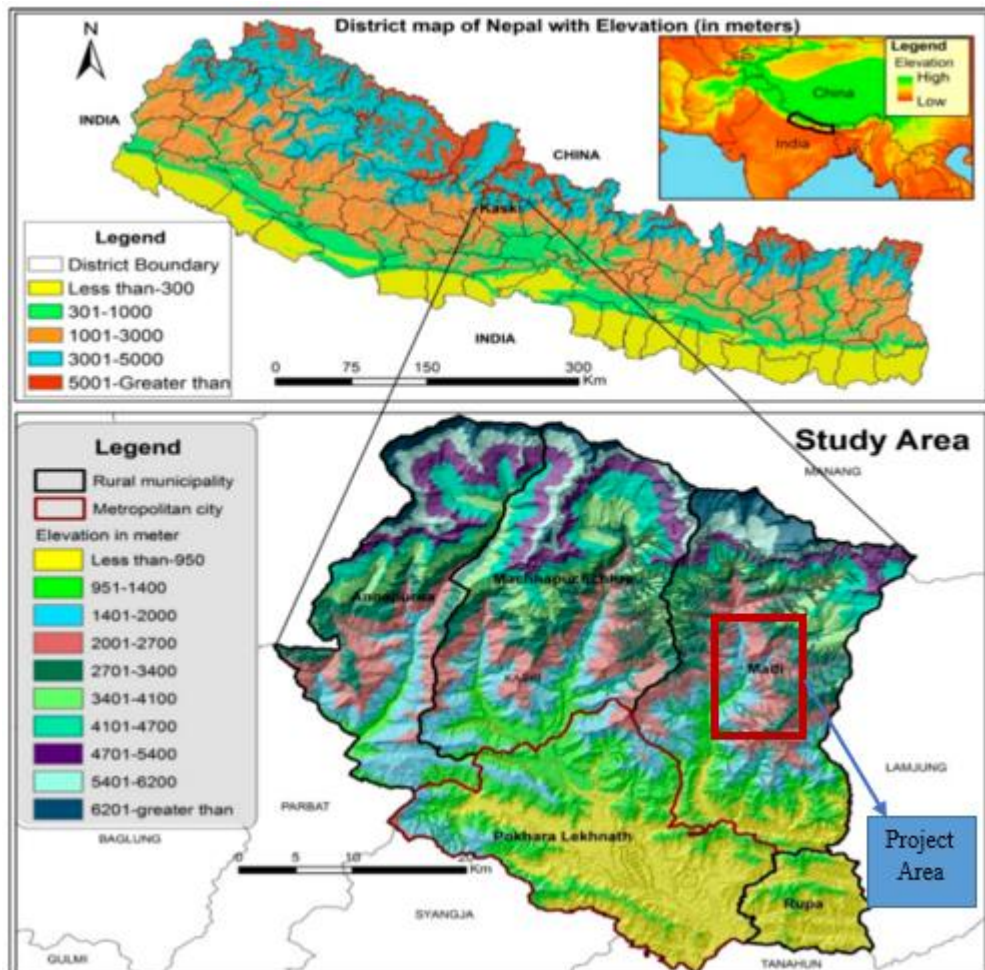 District map of Nepal with Elevation (in meters)
N
INDIA
CHINA
Kaski
INDIA
Legend
Elevation
High
Low
China
India
Legend
District Boundary
Less than-300
301-1000
1001-3000
3001-5000
5001-Greater than
0 75 150 300
Km
Study Area
Legend
Rural municipality
Metropolitan city
Elevation in meter
Less than-950
951-1400
1401-2000
2001-2700
2701-3400
3401-4100
4101-4700
4701-5400
5401-6200
6201-greater than
MANANG
Annapurna
KASKI
LAMJUNG
PARBAT
BAGLUNG
Pokhara Lekhnath
0 5 10 20
Km
Rupa
SYANGJA
GULMI
TANAHUN
Project
Area